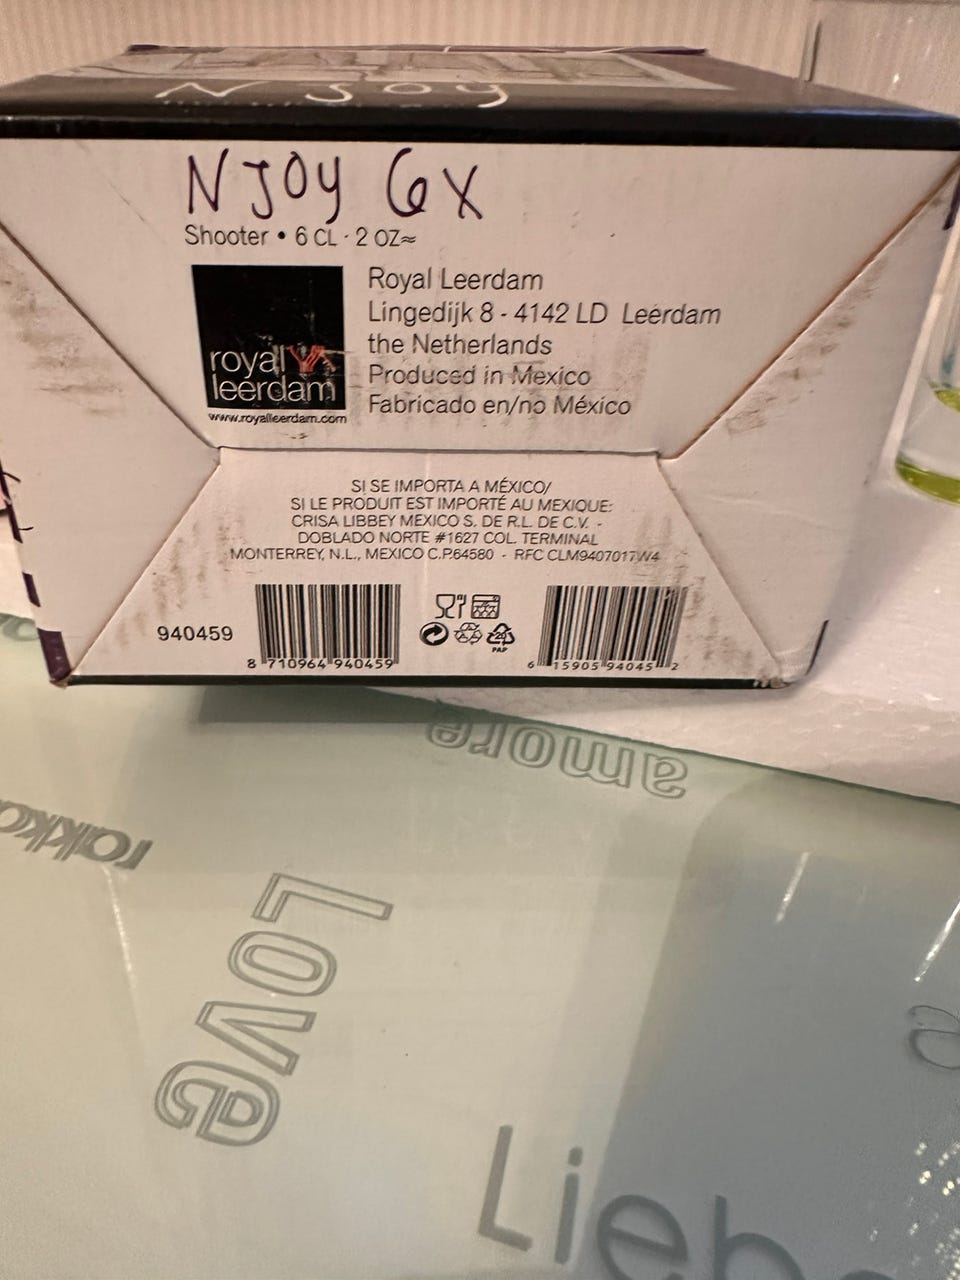 NJOY
NJOY 6X
Shooter • 6 CL · 2 OZ≈
royal
leerdam
www.royalleerdam.com
Royal Leerdam
Lingedijk 8 - 4142 LD Leerdam
the Netherlands
Produced in Mexico
Fabricado en/no México
SI SE IMPORTA A MÉXICO/
SI LE PRODUIT EST IMPORTÉ AU MEXIQUE:
CRISA LIBBEY MEXICO S. DE R.L. DE C.V. -
DOBLADO NORTE #1627 COL. TERMINAL
MONTERREY, N.L., MEXICO C.P.64580 - RFC CLM9407017W4
940459
8 710964 940459
20
PAP
6 15905 94045 2
amore
rakka
Love
Lieb
a